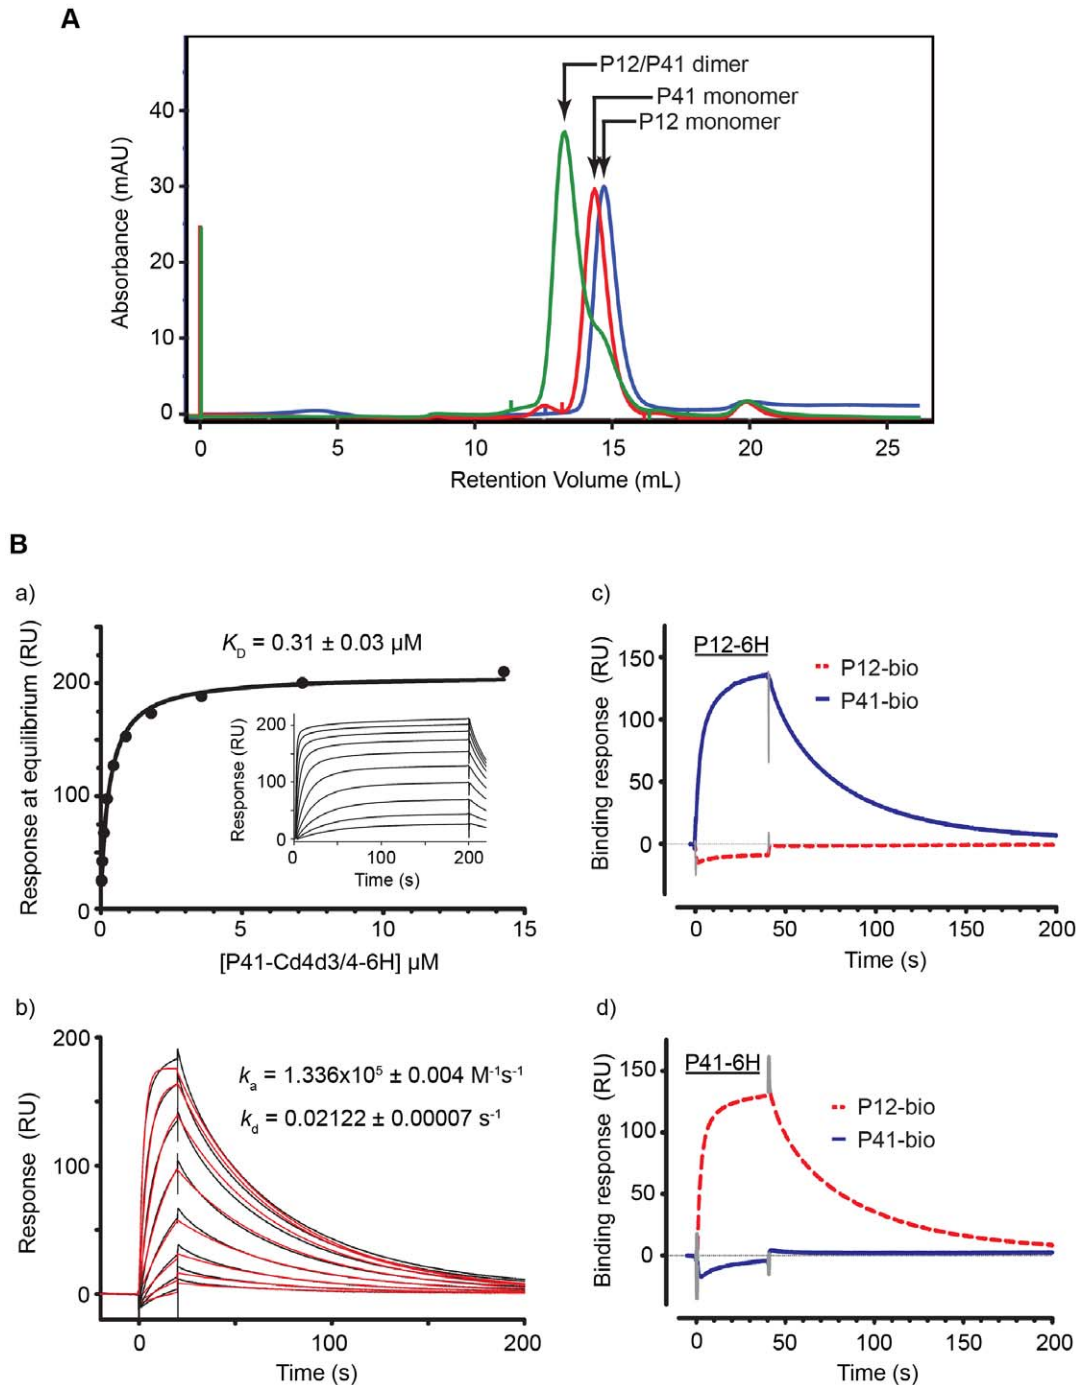 A
P12/P41 dimer
P41 monomer
P12 monomer
Absorbance (mAU)
40
30
20
10
0
0 5 10 15 20 25
Retention Volume (mL)
B
a)
Response at equilibrium (RU)
200
100
0
K_D = 0.31 ± 0.03 µM
Response (RU)
200
100
0
0 100 200
Time (s)
0 5 10 15
[P41-Cd4d3/4-6H] µM
c)
Binding response (RU)
150
100
50
0
P12-6H
P12-bio
P41-bio
0 50 100 150 200
Time (s)
b)
Response (RU)
200
100
0
k_a = 1.336x10⁵ ± 0.004 M⁻¹s⁻¹
k_d = 0.02122 ± 0.00007 s⁻¹
0 100 200
Time (s)
d)
Binding response (RU)
150
100
50
0
P41-6H
P12-bio
P41-bio
0 50 100 150 200
Time (s)